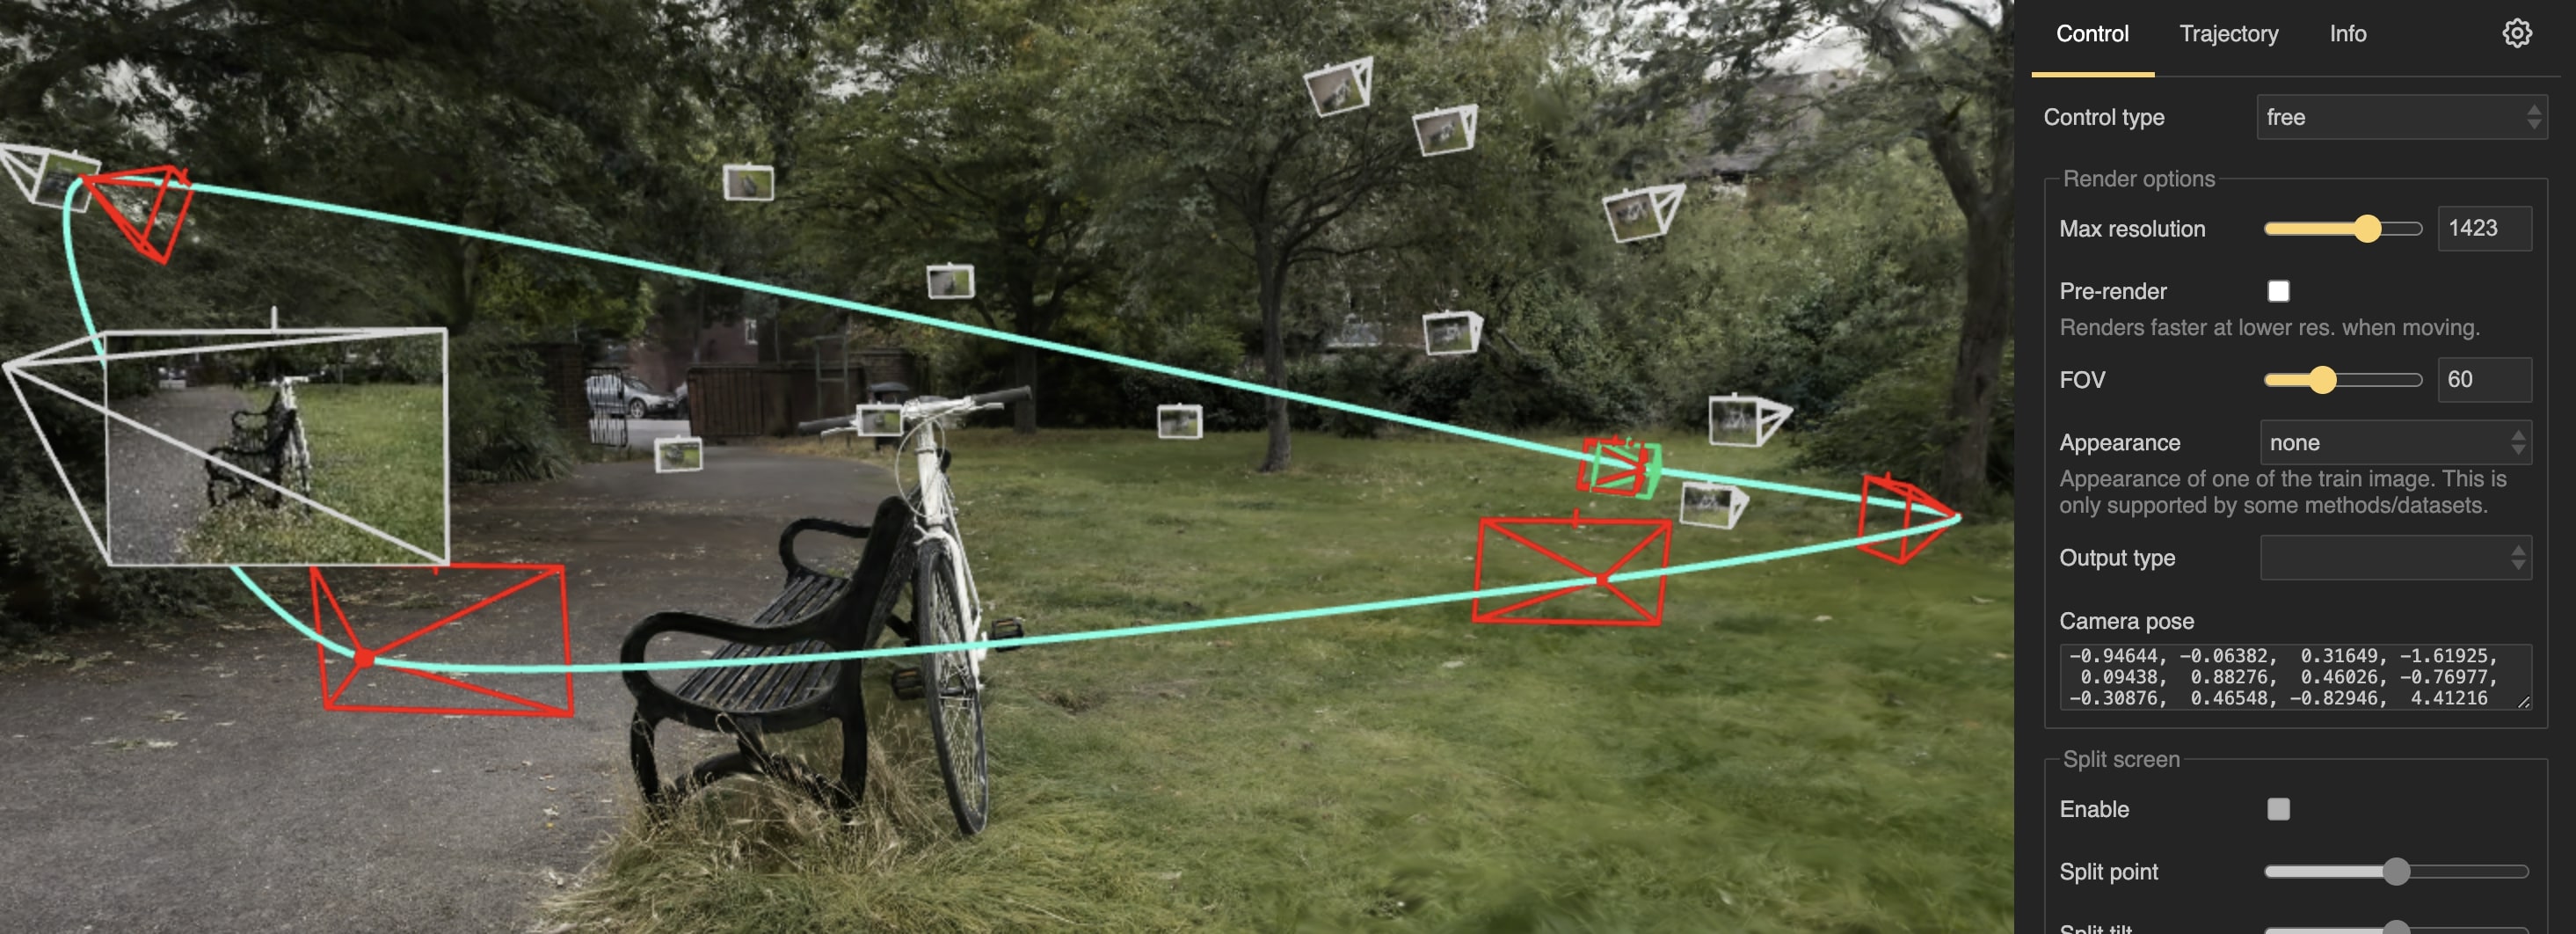 Control Trajectory Info
Control type free
Render options
Max resolution 1423
Pre-render
Renders faster at lower res. when moving.
FOV 60
Appearance none
Appearance of one of the train image. This is
only supported by some methods/datasets.
Output type
Camera pose
−0.94644, −0.06382, 0.31649, −1.61925,
0.09438, 0.88276, 0.46026, −0.76977,
−0.30876, 0.46548, −0.82946, 4.41216
Split screen
Enable
Split point
Split tilt